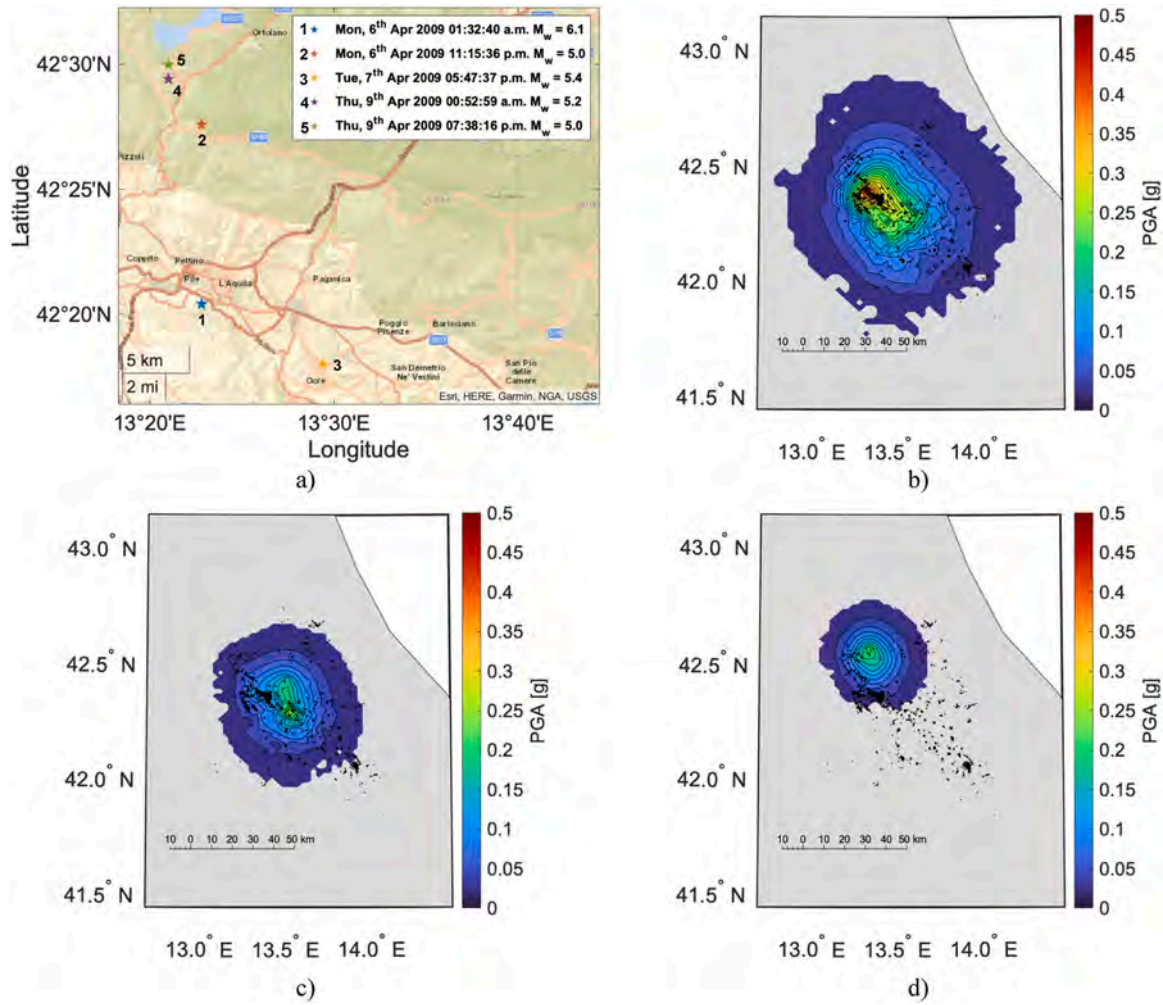 1 ★ Mon, 6th Apr 2009 01:32:40 a.m. Mw = 6.1
2 ★ Mon, 6th Apr 2009 11:15:36 p.m. Mw = 5.0
3 ★ Tue, 7th Apr 2009 05:47:37 p.m. Mw = 5.4
4 ★ Thu, 9th Apr 2009 00:52:59 a.m. Mw = 5.2
5 ★ Thu, 9th Apr 2009 07:38:16 p.m. Mw = 5.0
Ortolano
42°30'N
5
4
2
Pizzoli
42°25'N
Latitude
Coppito
Pettino
Pile
L'Aquila
Paganica
42°20'N
1
Poggio
Picenze
Barisciano
5 km
2 mi
3
Ocre
San Demetrio
Ne' Vestini
San Pio
delle
Camere
Esri, HERE, Garmin, NGA, USGS
13°20'E
13°30'E
13°40'E
Longitude
a)
43.0° N
42.5° N
42.0° N
41.5° N
10 0 10 20 30 40 50 km
13.0° E 13.5° E 14.0° E
0.5
0.45
0.4
0.35
0.3
0.25
0.2
0.15
0.1
0.05
0
PGA [g]
b)
43.0° N
42.5° N
42.0° N
41.5° N
10 0 10 20 30 40 50 km
13.0° E 13.5° E 14.0° E
0.5
0.45
0.4
0.35
0.3
0.25
0.2
0.15
0.1
0.05
0
PGA [g]
c)
43.0° N
42.5° N
42.0° N
41.5° N
10 0 10 20 30 40 50 km
13.0° E 13.5° E 14.0° E
0.5
0.45
0.4
0.35
0.3
0.25
0.2
0.15
0.1
0.05
0
PGA [g]
d)